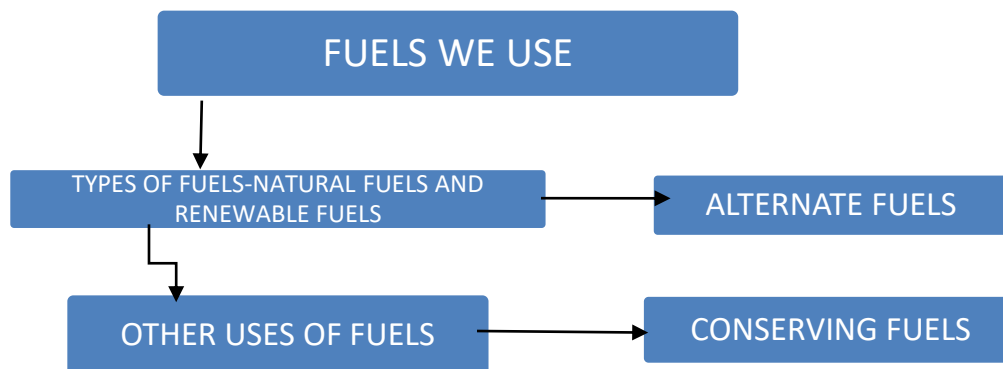 FUELS WE USE
TYPES OF FUELS-NATURAL FUELS AND
RENEWABLE FUELS
ALTERNATE FUELS
OTHER USES OF FUELS
CONSERVING FUELS